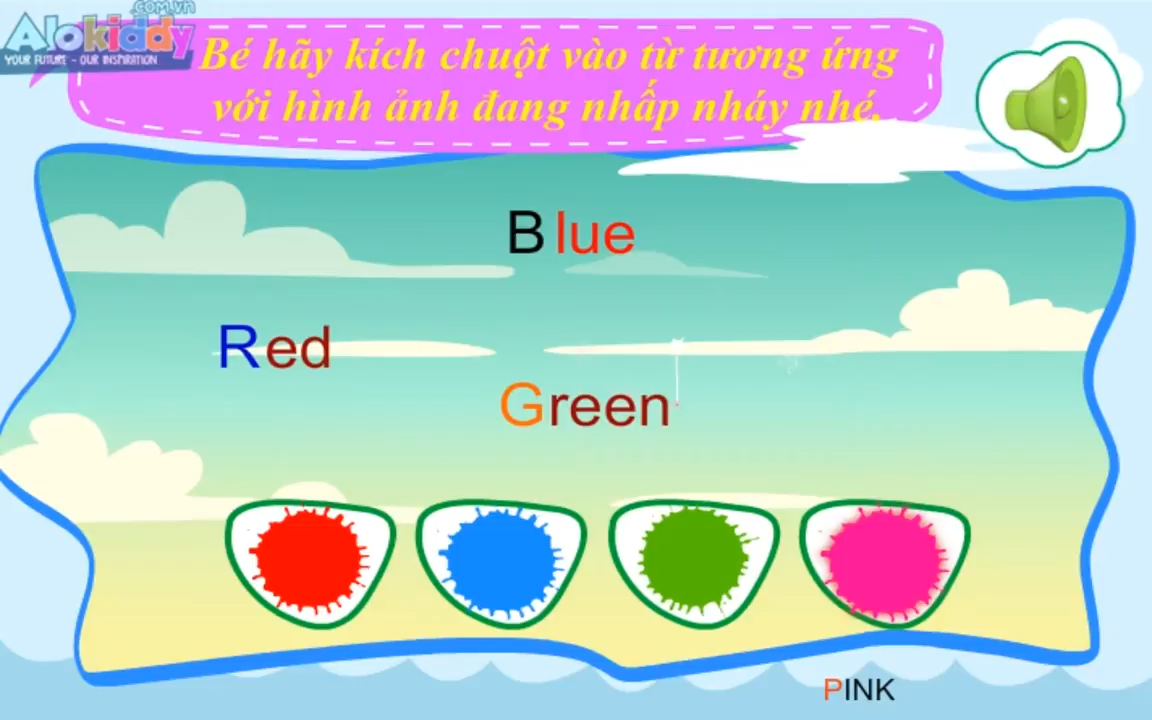 .com.vn
Alokiddy
YOUR FUTURE - OUR INSPIRATION
Bé hãy kích chuột vào từ tương ứng
với hình ảnh đang nhấp nháy nhé.
Blue
Red
Green
PINK